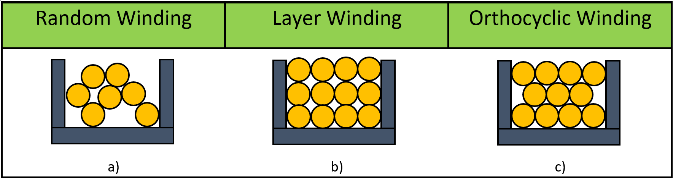 Random Winding
Layer Winding
Orthocyclic Winding
a)
b)
c)